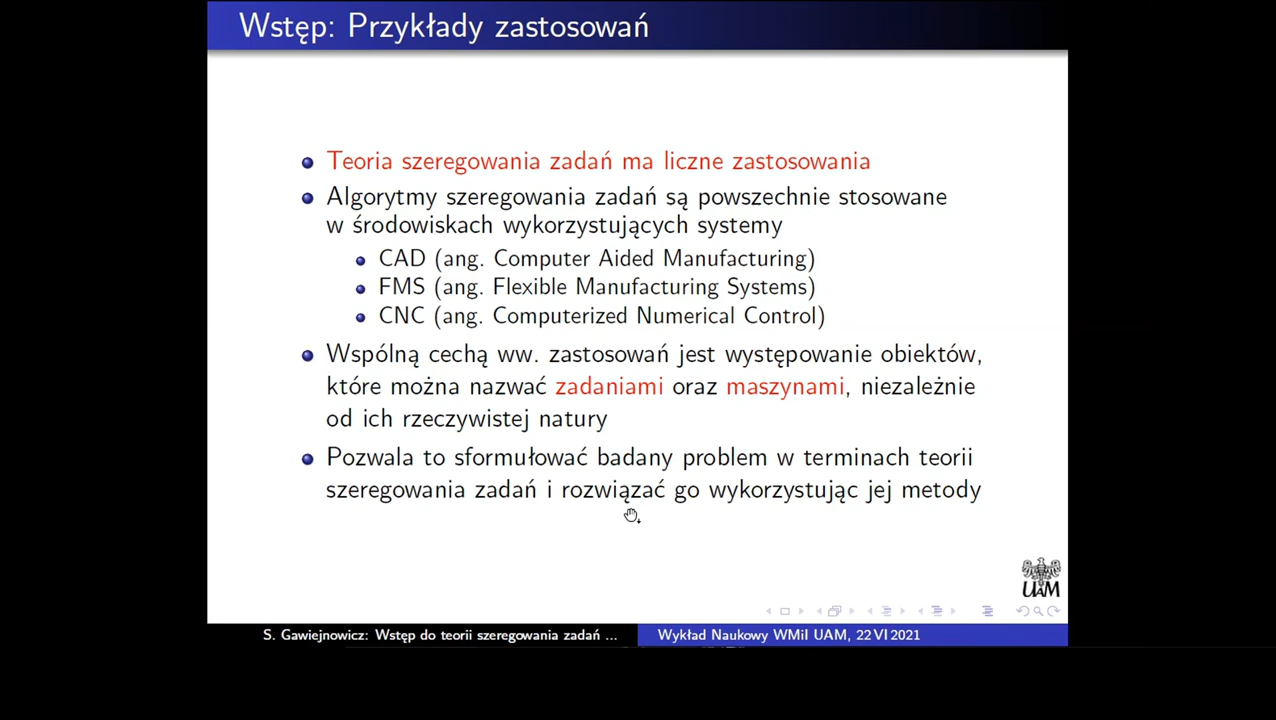 Wstęp: Przykłady zastosowań
Teoria szeregowania zadań ma liczne zastosowania
Algorytmy szeregowania zadań są powszechnie stosowane
w środowiskach wykorzystujących systemy
CAD (ang. Computer Aided Manufacturing)
FMS (ang. Flexible Manufacturing Systems)
CNC (ang. Computerized Numerical Control)
Wspólną cechą ww. zastosowań jest występowanie obiektów,
które można nazwać zadaniami oraz maszynami, niezależnie
od ich rzeczywistej natury
Pozwala to sformułować badany problem w terminach teorii
szeregowania zadań i rozwiązać go wykorzystując jej metody
UAM
S. Gawiejnowicz: Wstęp do teorii szeregowania zadań ...
Wykład Naukowy WMiI UAM, 22 VI 2021